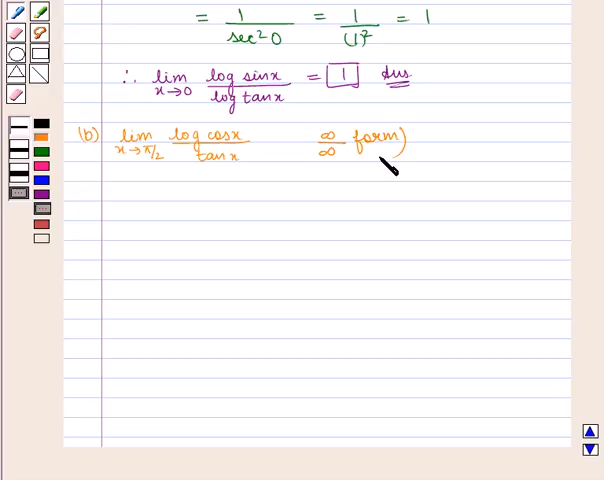 = 1/sec²0 = 1/(1)² = 1
∴ lim x→0 log sinx/log tanx = 1 Ans
(b) lim x→π/2 log cosx/tanx ∞/∞ form)